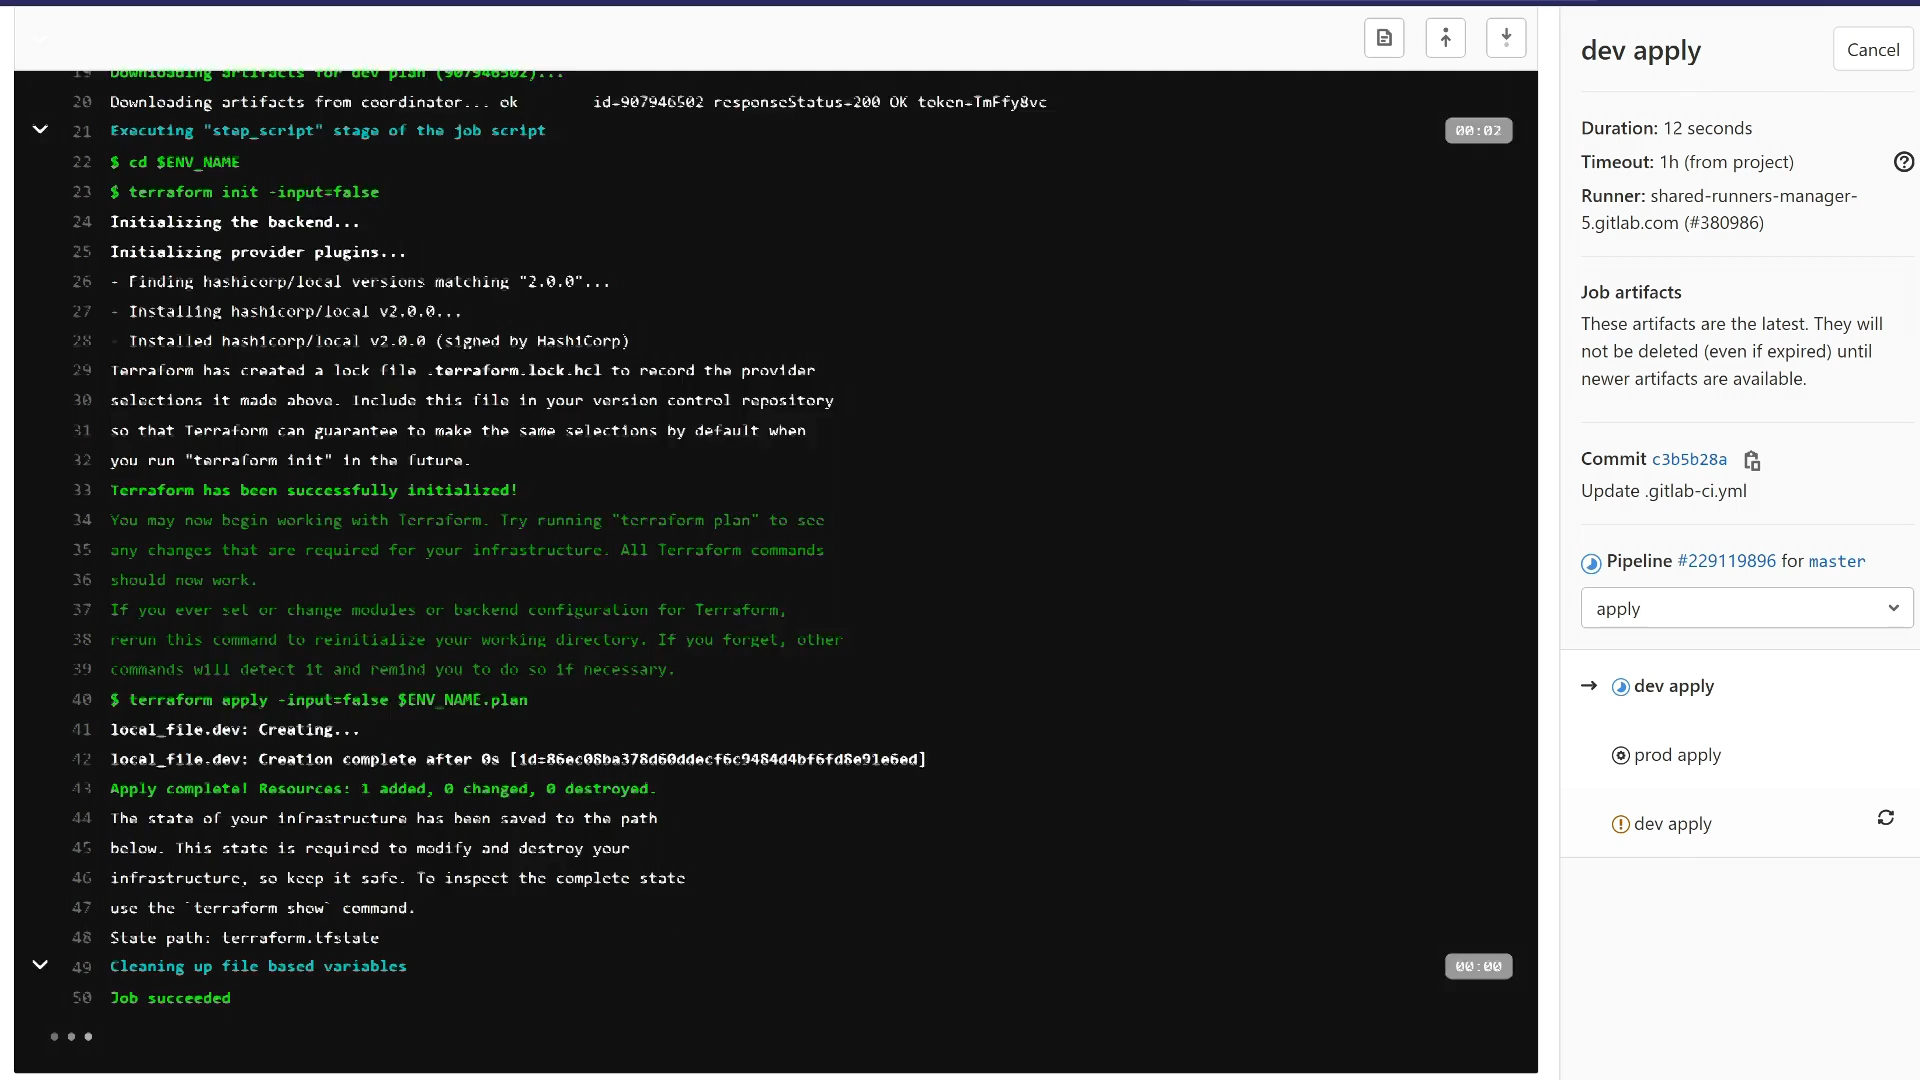 19 Downloading artifacts for dev plan (907946502)...
20 Downloading artifacts from coordinator... ok id=907946502 responseStatus=200 OK token=TmFfy8vc
21 Executing "step_script" stage of the job script 00:02
22 $ cd $ENV_NAME
23 $ terraform init -input=false
24 Initializing the backend...
25 Initializing provider plugins...
26 - Finding hashicorp/local versions matching "2.0.0"...
27 - Installing hashicorp/local v2.0.0...
28 - Installed hashicorp/local v2.0.0 (signed by HashiCorp)
29 Terraform has created a lock file .terraform.lock.hcl to record the provider
30 selections it made above. Include this file in your version control repository
31 so that Terraform can guarantee to make the same selections by default when
32 you run "terraform init" in the future.
33 Terraform has been successfully initialized!
34 You may now begin working with Terraform. Try running "terraform plan" to see
35 any changes that are required for your infrastructure. All Terraform commands
36 should now work.
37 If you ever set or change modules or backend configuration for Terraform,
38 rerun this command to reinitialize your working directory. If you forget, other
39 commands will detect it and remind you to do so if necessary.
40 $ terraform apply -input=false $ENV_NAME.plan
41 local_file.dev: Creating...
42 local_file.dev: Creation complete after 0s [id=86ec08ba378d60ddecf6c9484d4bf6fd8e91e6ed]
43 Apply complete! Resources: 1 added, 0 changed, 0 destroyed.
44 The state of your infrastructure has been saved to the path
45 below. This state is required to modify and destroy your
46 infrastructure, so keep it safe. To inspect the complete state
47 use the `terraform show` command.
48 State path: terraform.tfstate
49 Cleaning up file based variables 00:00
50 Job succeeded
dev apply
Cancel
Duration: 12 seconds
Timeout: 1h (from project)
Runner: shared-runners-manager-
5.gitlab.com (#380986)
Job artifacts
These artifacts are the latest. They will
not be deleted (even if expired) until
newer artifacts are available.
Commit c3b5b28a
Update .gitlab-ci.yml
Pipeline #229119896 for master
apply
→ dev apply
prod apply
dev apply